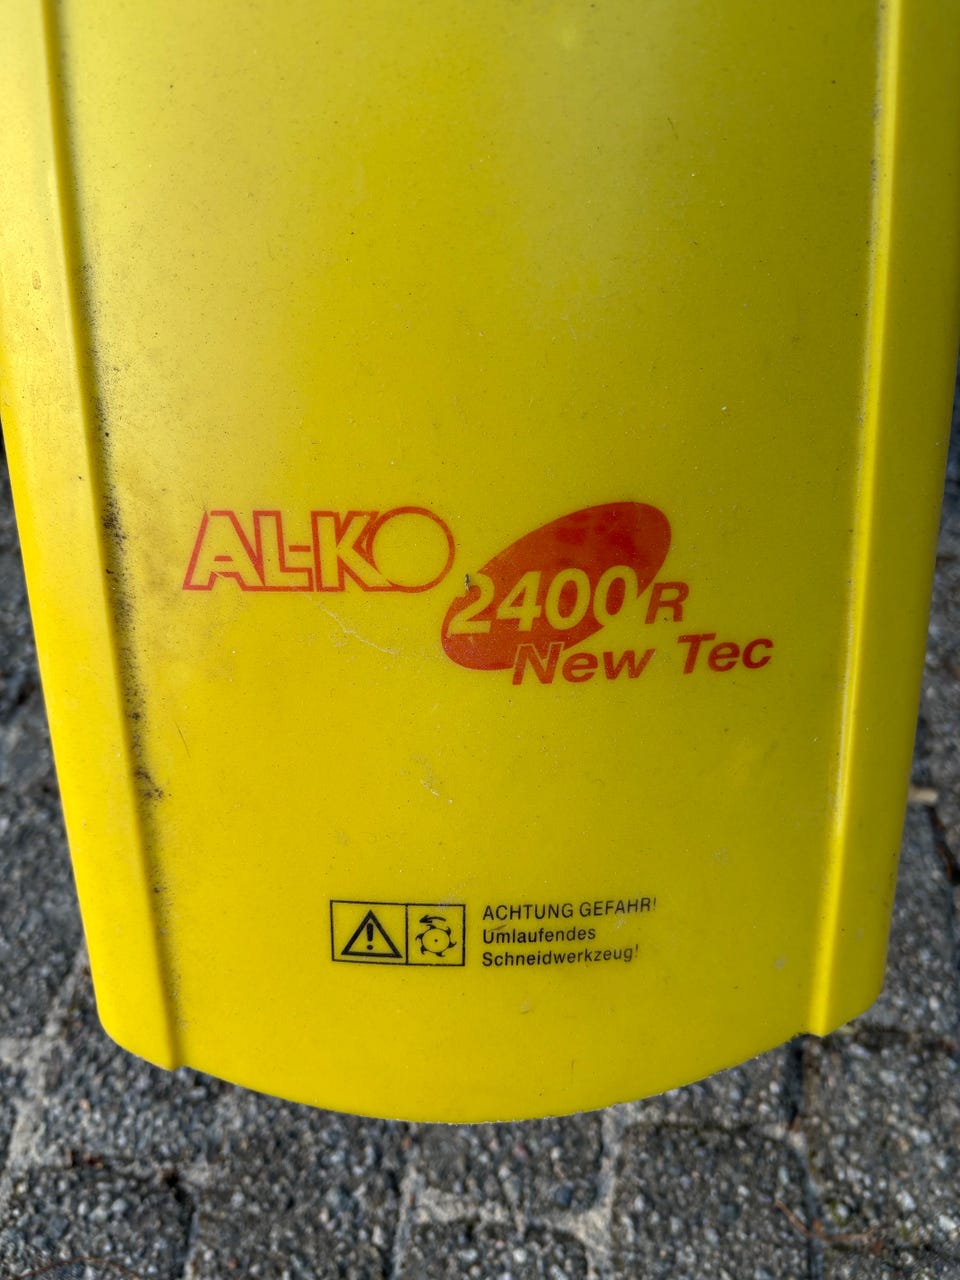 AL-KO
2400 R
New Tec
ACHTUNG GEFAHR!
Umlaufendes
Schneidwerkzeug!